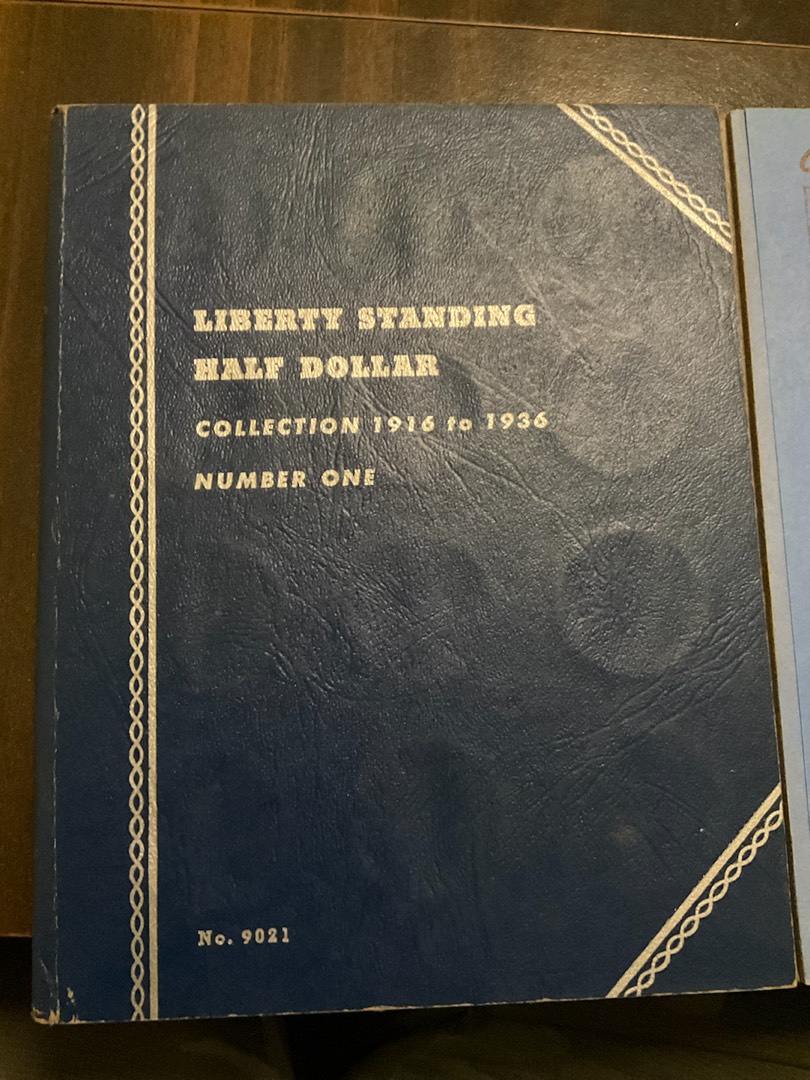 LIBERTY STANDING
HALF DOLLAR
COLLECTION 1916 to 1936
NUMBER ONE
No. 9021